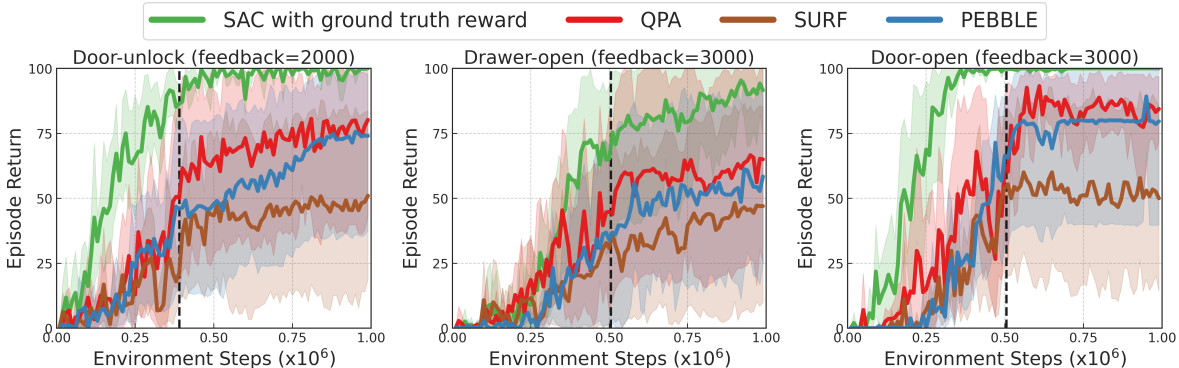 SAC with ground truth reward QPA SURF PEBBLE
Door-unlock (feedback=2000)
Episode Return
100
75
50
25
0
0.00 0.25 0.50 0.75 1.00
Environment Steps (x10⁶)
Drawer-open (feedback=3000)
Episode Return
100
75
50
25
0
0.00 0.25 0.50 0.75 1.00
Environment Steps (x10⁶)
Door-open (feedback=3000)
Episode Return
100
75
50
25
0
0.00 0.25 0.50 0.75 1.00
Environment Steps (x10⁶)